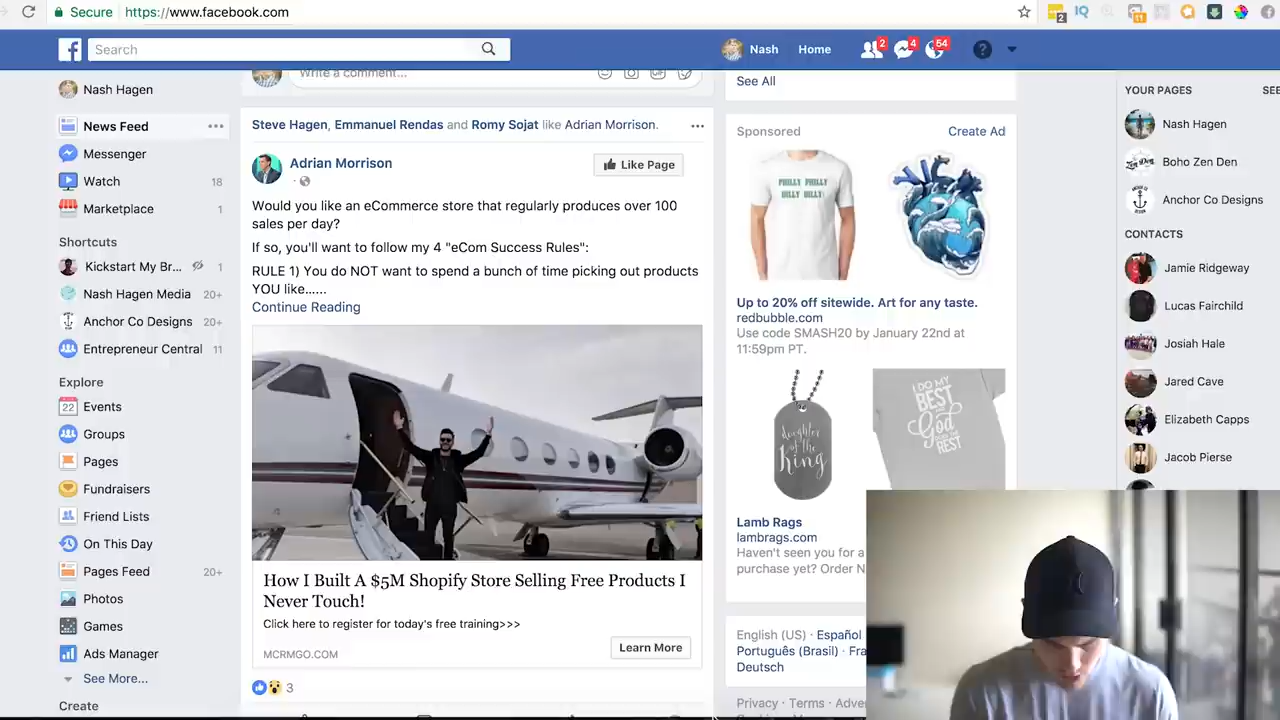 Secure
https://www.facebook.com
2
11
Search
Nash
Home
2
4
54
Nash Hagen
News Feed
Messenger
Watch
18
Marketplace
1
Shortcuts
Kickstart My Br...
1
Nash Hagen Media
20+
Anchor Co Designs
20+
Entrepreneur Central
11
Explore
22
Events
Groups
Pages
Fundraisers
Friend Lists
On This Day
Pages Feed
20+
Photos
Games
Ads Manager
See More...
Create
Write a comment...
Steve Hagen, Emmanuel Rendas and Romy Sojat like Adrian Morrison.
Adrian Morrison
Like Page
Would you like an eCommerce store that regularly produces over 100
sales per day?
If so, you'll want to follow my 4 "eCom Success Rules":
RULE 1) You do NOT want to spend a bunch of time picking out products
YOU like......
Continue Reading
How I Built A $5M Shopify Store Selling Free Products I
Never Touch!
Click here to register for today's free training>>>
MCRMGO.COM
Learn More
3
See All
Sponsored
Create Ad
PHILLY PHILLY
DILLY DILLY
Up to 20% off sitewide. Art for any taste.
redbubble.com
Use code SMASH20 by January 22nd at
11:59pm PT.
daughter
of the
King
I DO MY
BEST
God
REST
Lamb Rags
lambrags.com
Haven't seen you for a
purchase yet? Order N
English (US) · Español
Português (Brasil) · Fra
Deutsch
Privacy · Terms · Adve
YOUR PAGES
SEE
Nash Hagen
Boho Zen Den
Anchor Co Designs
CONTACTS
Jamie Ridgeway
Lucas Fairchild
Josiah Hale
Jared Cave
Elizabeth Capps
Jacob Pierse